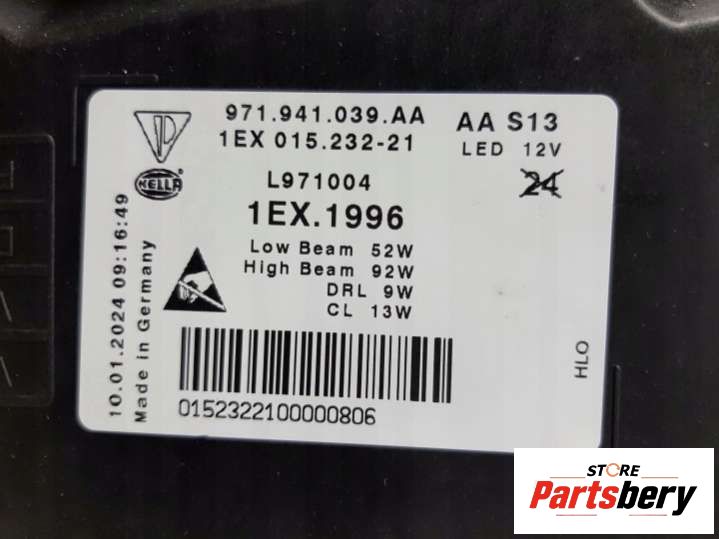 971.941.039.AA
AA S13
1EX 015.232-21
LED 12V
HELLA
L971004
24
1EX.1996
Low Beam 52W
High Beam 92W
DRL 9W
CL 13W
10.01.2024 09:16:49
Made in Germany
0152322100000806
HLO
STORE
Partsbery